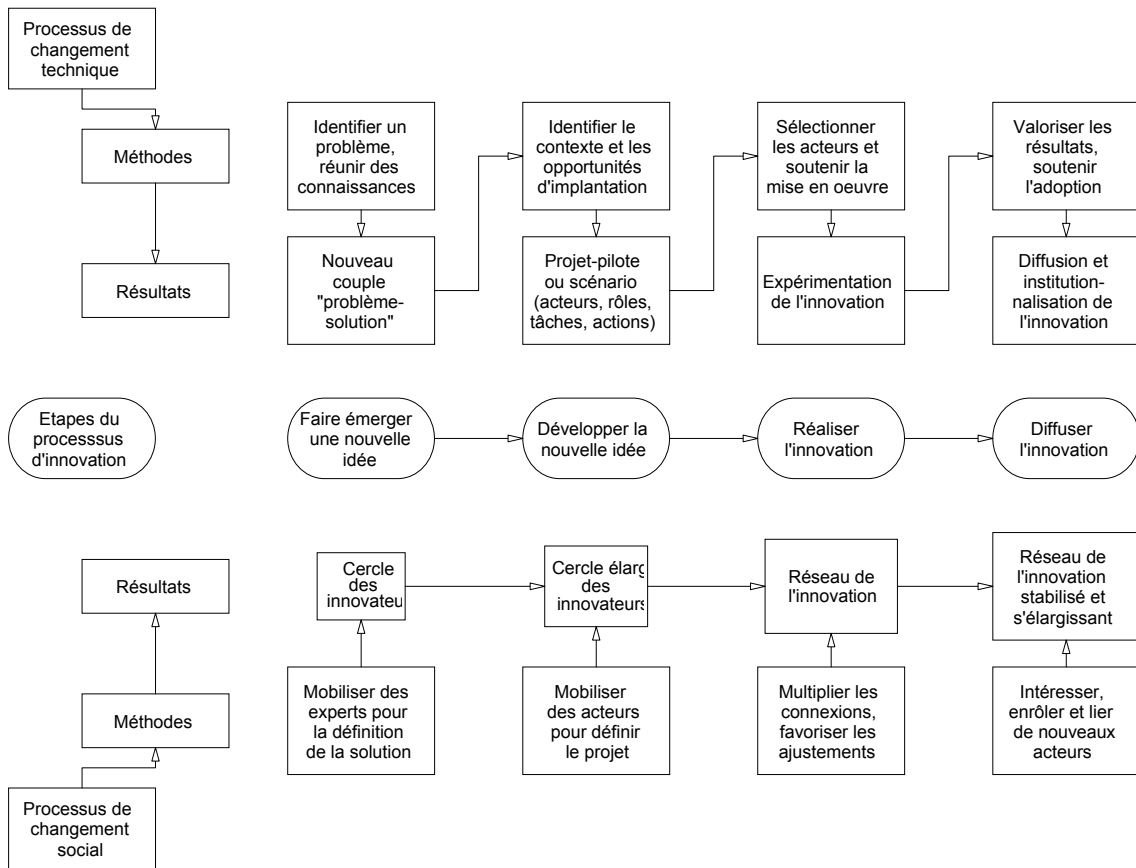 Processus de
changement
technique
Méthodes
Résultats
Identifier un
problème,
réunir des
connaissances
Identifier le
contexte et les
opportunités
d'implantation
Sélectionner
les acteurs et
soutenir la
mise en oeuvre
Valoriser les
résultats,
soutenir
l'adoption
Nouveau
couple
"problème-
solution"
Projet-pilote
ou scénario
(acteurs, rôles,
tâches, actions)
Expérimentation
de l'innovation
Diffusion et
institution-
nalisation de
l'innovation
Etapes du
processsus
d'innovation
Faire émerger
une nouvelle
idée
Développer la
nouvelle idée
Réaliser
l'innovation
Diffuser
l'innovation
Résultats
Méthodes
Processus de
changement
social
Cercle
des
innovateu
Cercle élarg
des
innovateurs
Réseau de
l'innovation
Réseau de
l'innovation
stabilisé et
s'élargissant
Mobiliser des
experts pour
la définition
de la solution
Mobiliser
des acteurs
pour définir
le projet
Multiplier les
connexions,
favoriser les
ajustements
Intéresser,
enrôler et lier
de nouveaux
acteurs